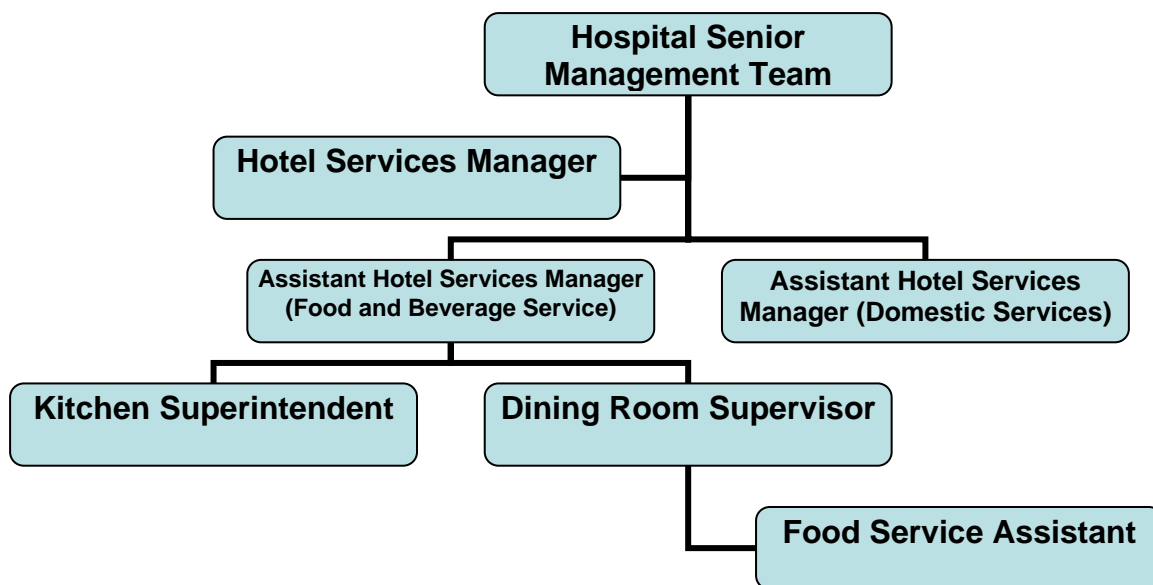 Hospital Senior
Management Team
Hotel Services Manager
Assistant Hotel Services Manager
(Food and Beverage Service)
Assistant Hotel Services
Manager (Domestic Services)
Kitchen Superintendent
Dining Room Supervisor
Food Service Assistant